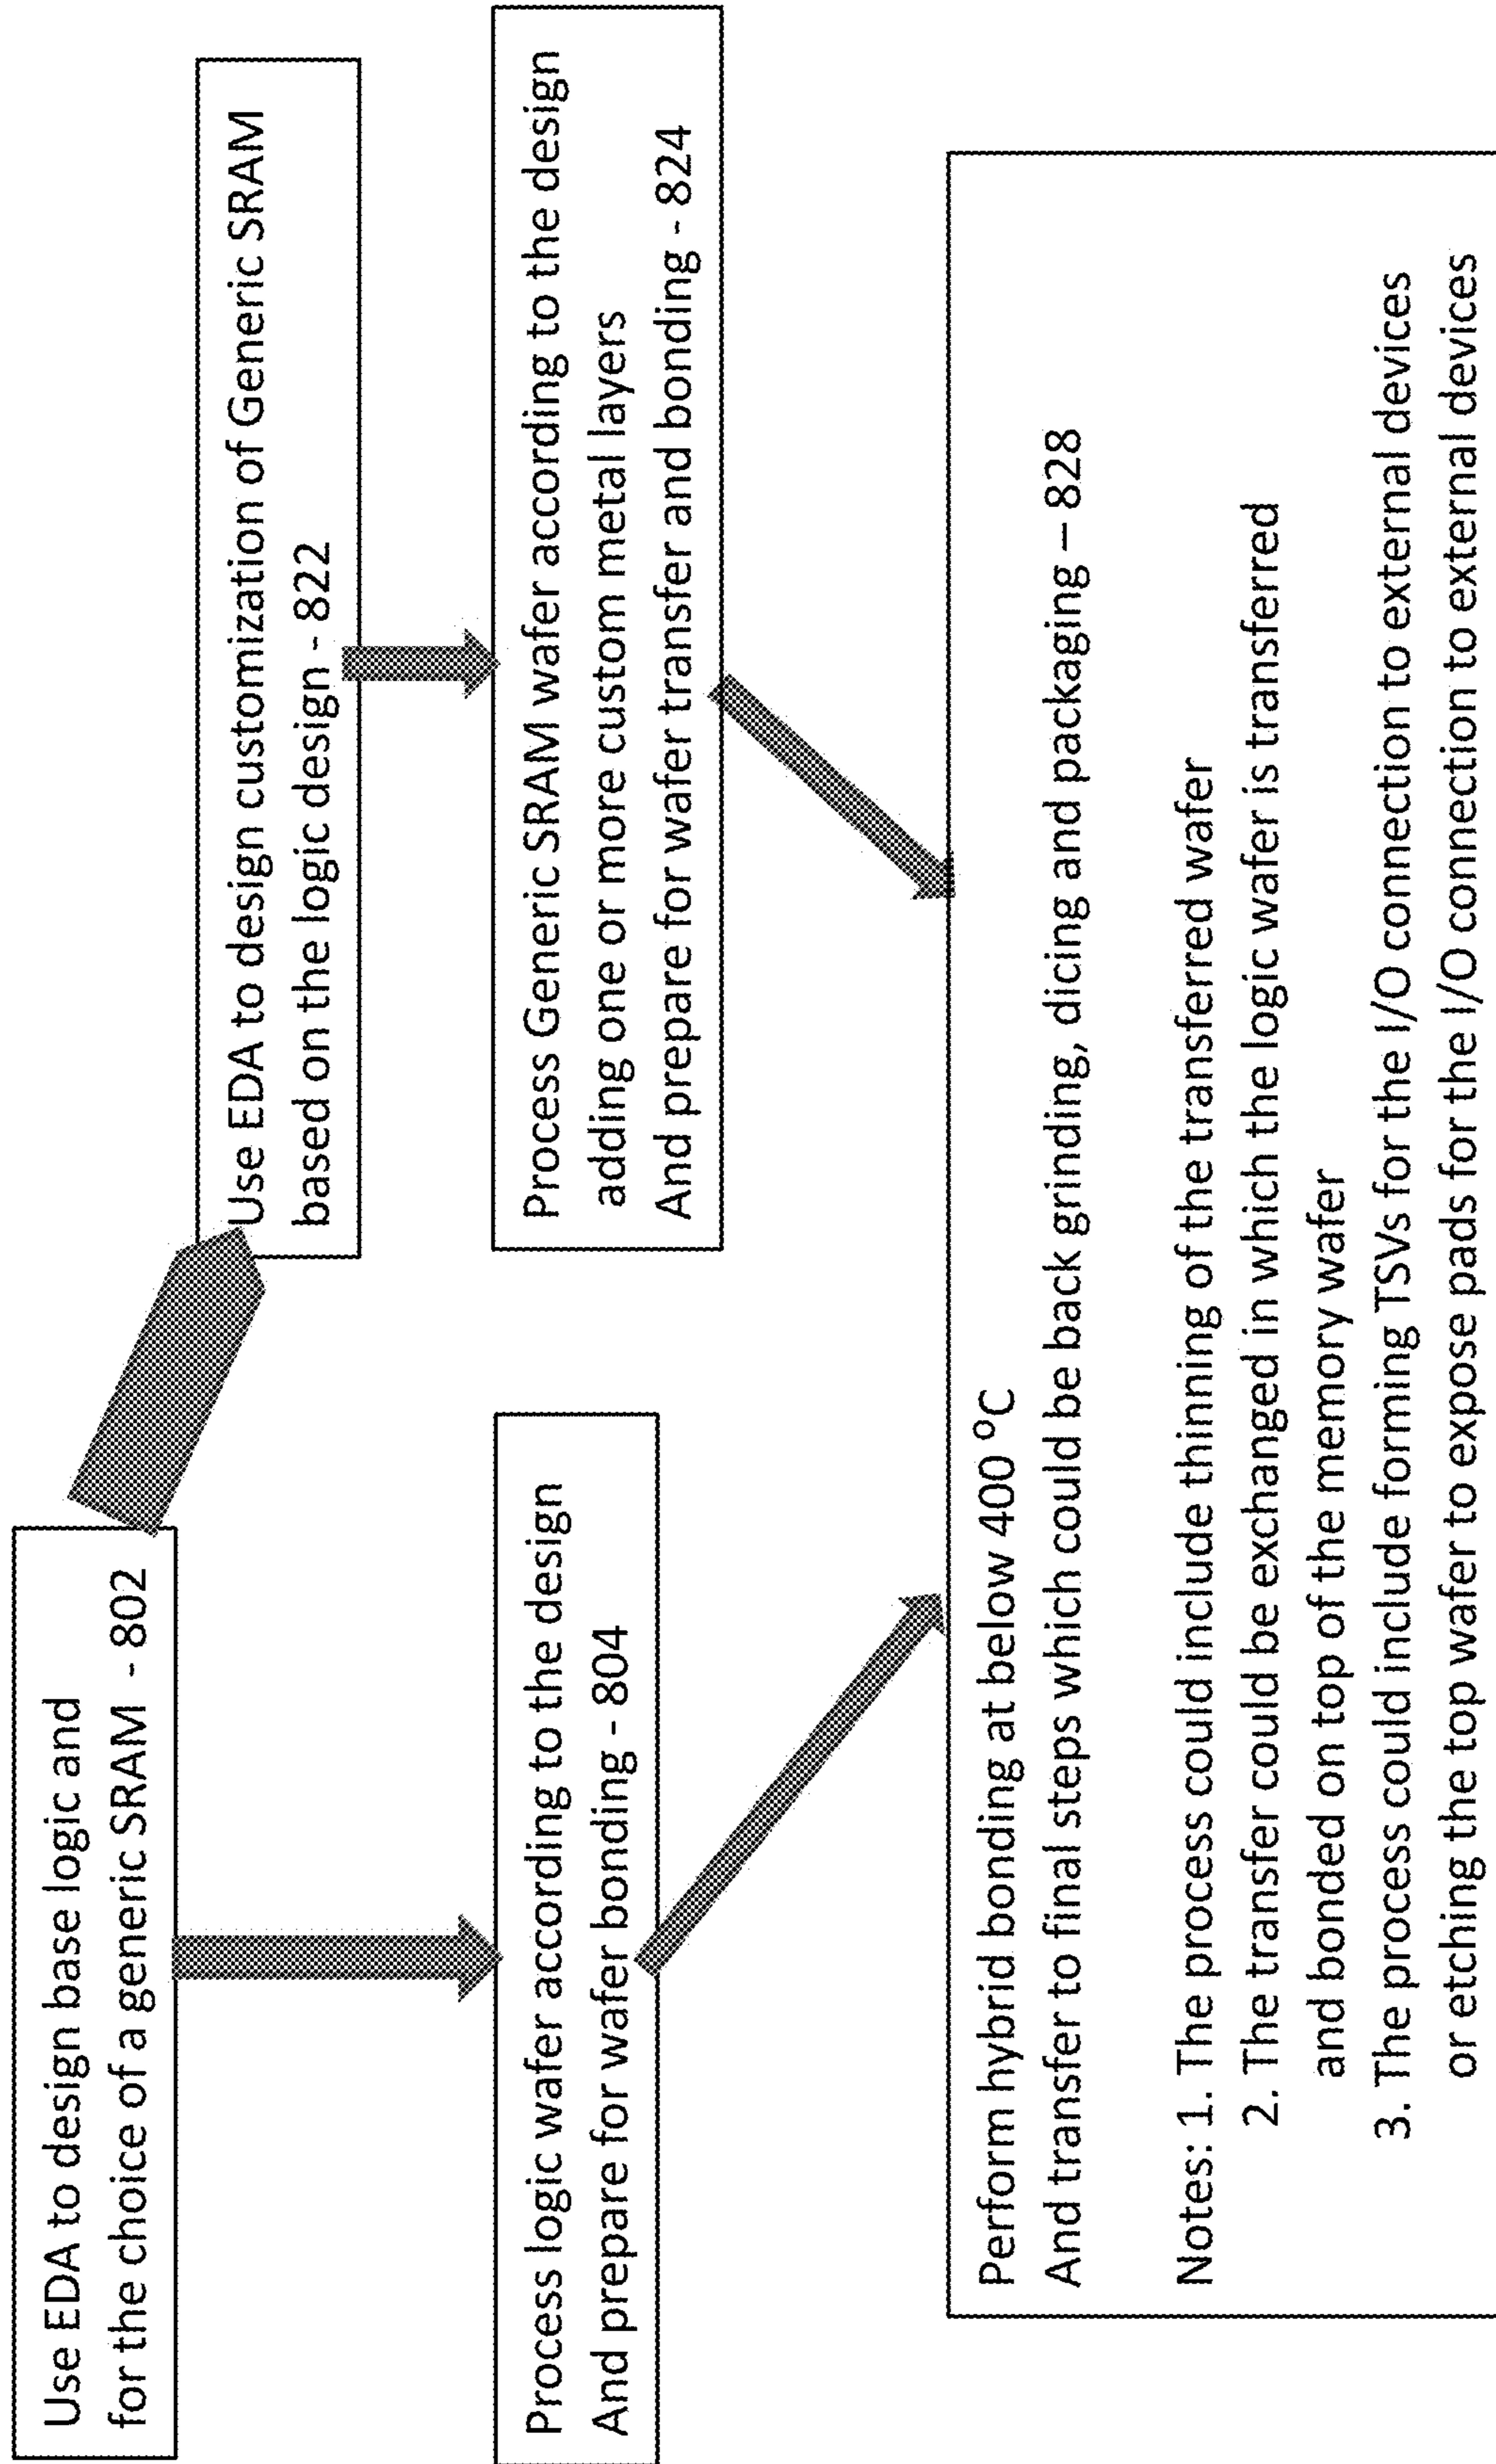 Use EDA to design base logic and
for the choice of a generic SRAM - 802
Use EDA to design customization of Generic SRAM
based on the logic design - 822
Process logic wafer according to the design
And prepare for wafer bonding - 804
Process Generic SRAM wafer according to the design
adding one or more custom metal layers
And prepare for wafer transfer and bonding - 824
Perform hybrid bonding at below 400 °C
And transfer to final steps which could be back grinding, dicing and packaging – 828
Notes: 1. The process could include thinning of the transferred wafer
2. The transfer could be exchanged in which the logic wafer is transferred
and bonded on top of the memory wafer
3. The process could include forming TSVs for the I/O connection to external devices
or etching the top wafer to expose pads for the I/O connection to external devices